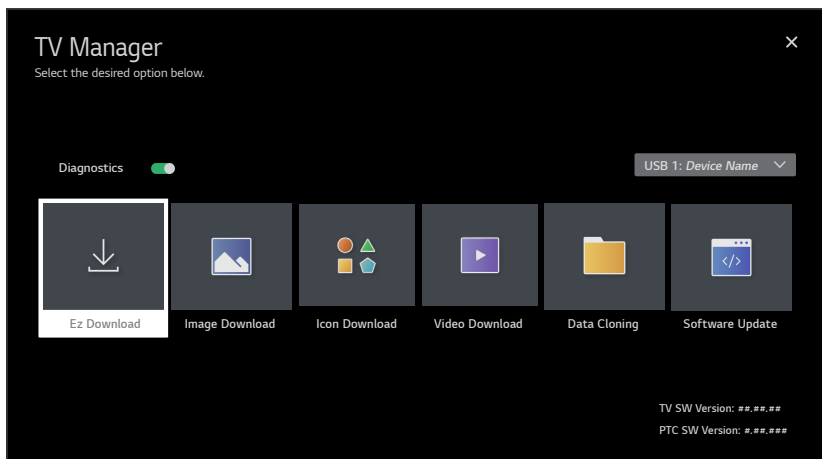 TV Manager
Select the desired option below.
Diagnostics
USB 1: Device Name
Ez Download
Image Download
Icon Download
Video Download
Data Cloning
Software Update
</>
TV SW Version: ##.##.##
PTC SW Version: #.##.###